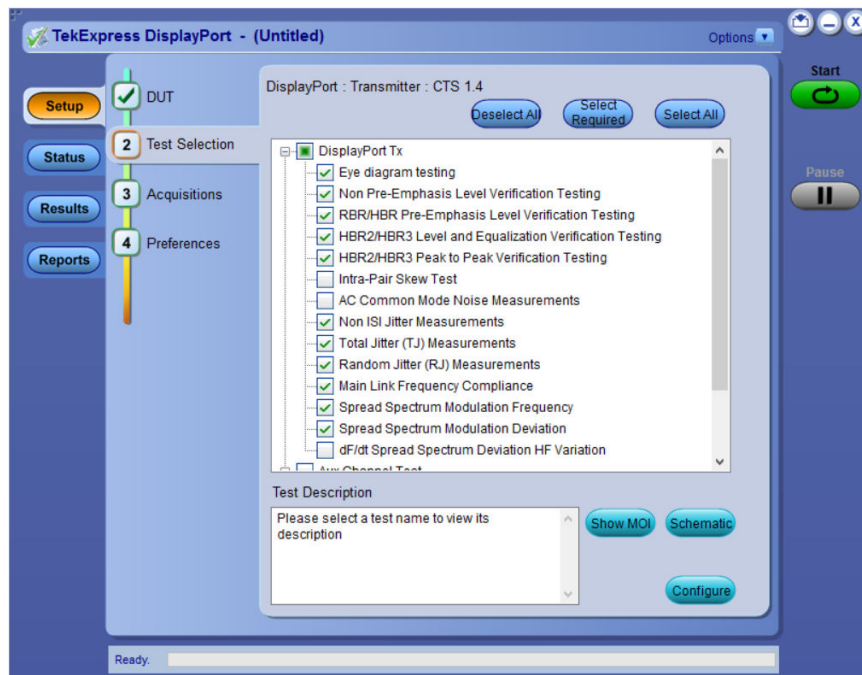 TekExpress DisplayPort - (Untitled)
Options
Start
Pause
Setup
Status
Results
Reports
DUT
2 Test Selection
3 Acquisitions
4 Preferences
DisplayPort : Transmitter : CTS 1.4
Deselect All
Select Required
Select All
DisplayPort Tx
Eye diagram testing
Non Pre-Emphasis Level Verification Testing
RBR/HBR Pre-Emphasis Level Verification Testing
HBR2/HBR3 Level and Equalization Verification Testing
HBR2/HBR3 Peak to Peak Verification Testing
Intra-Pair Skew Test
AC Common Mode Noise Measurements
Non ISI Jitter Measurements
Total Jitter (TJ) Measurements
Random Jitter (RJ) Measurements
Main Link Frequency Compliance
Spread Spectrum Modulation Frequency
Spread Spectrum Modulation Deviation
dF/dt Spread Spectrum Deviation HF Variation
Aux Channel Test
Test Description
Please select a test name to view its
description
Show MOI
Schematic
Configure
Ready.